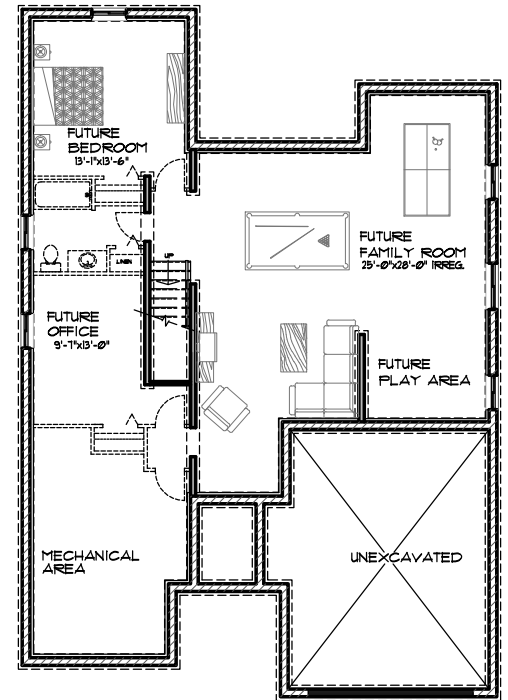 FUTURE
BEDROOM
13'-1"x13'-6"
LINEN
UP
FUTURE
FAMILY ROOM
25'-0"x28'-0" IRREG.
FUTURE
OFFICE
9'-7"x13'-0"
FUTURE
PLAY AREA
MECHANICAL
AREA
UNEXCAVATED